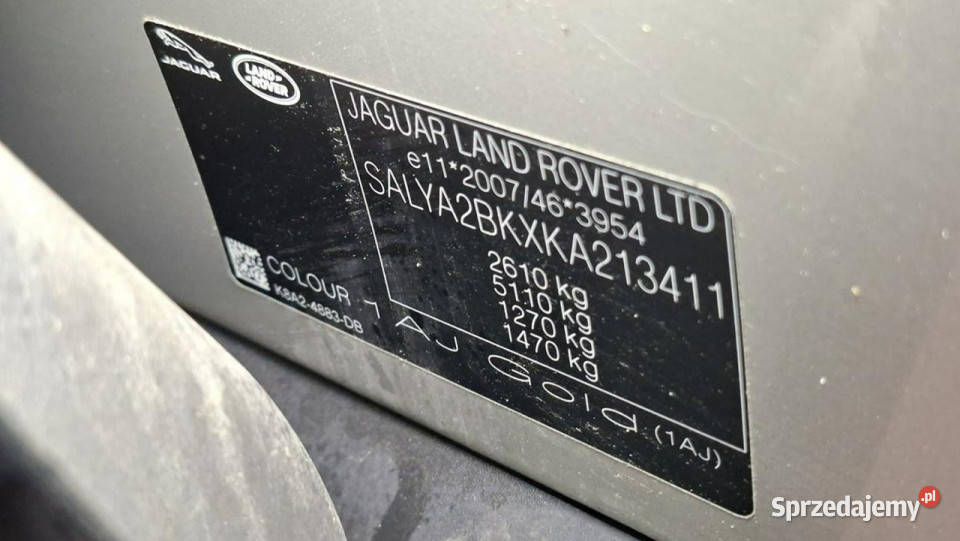 JAGUAR
LAND
ROVER
JAGUAR LAND ROVER LTD
e11*2007/46*3954
SALYA2BKXKA213411
2610 kg
5110 kg
1270 kg
1470 kg
COLOUR 1AJ Gold (1AJ)
K8A2-4883-DB
Sprzedajemy.pl